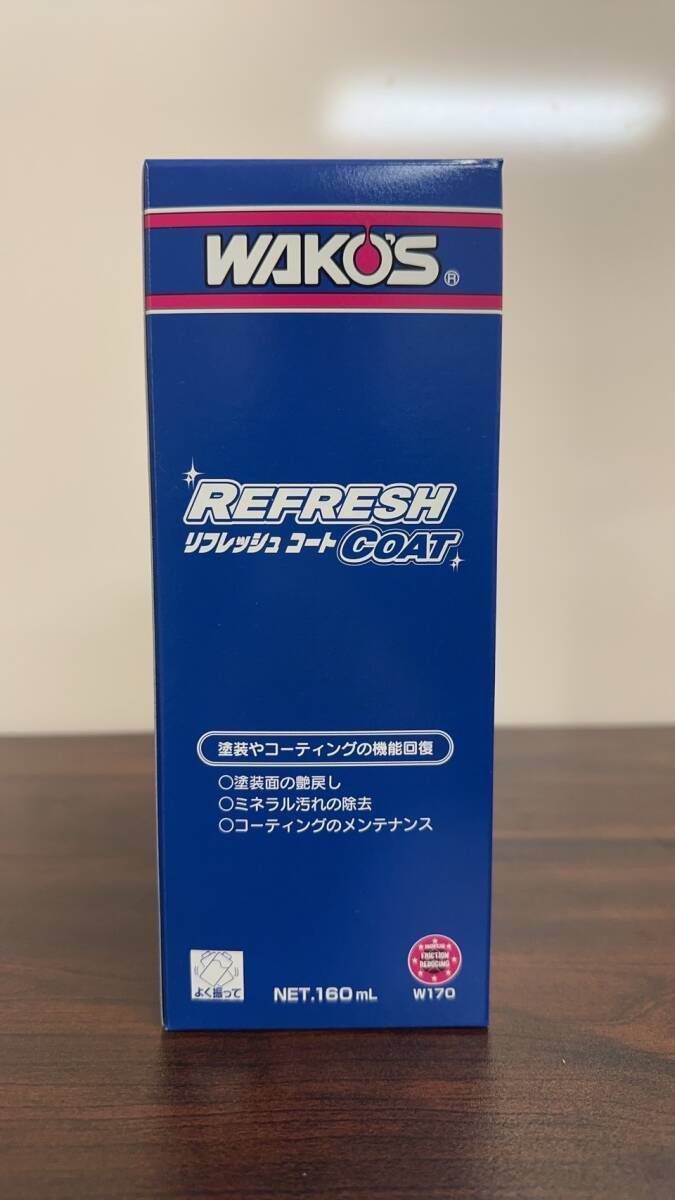 WAKO'S®
REFRESH
リフレッシュ コート COAT
塗装やコーティングの機能回復
○塗装面の艶戻し
○ミネラル汚れの除去
○コーティングのメンテナンス
よく振って
NET.160mL
FRICTION
REDUCING
W170